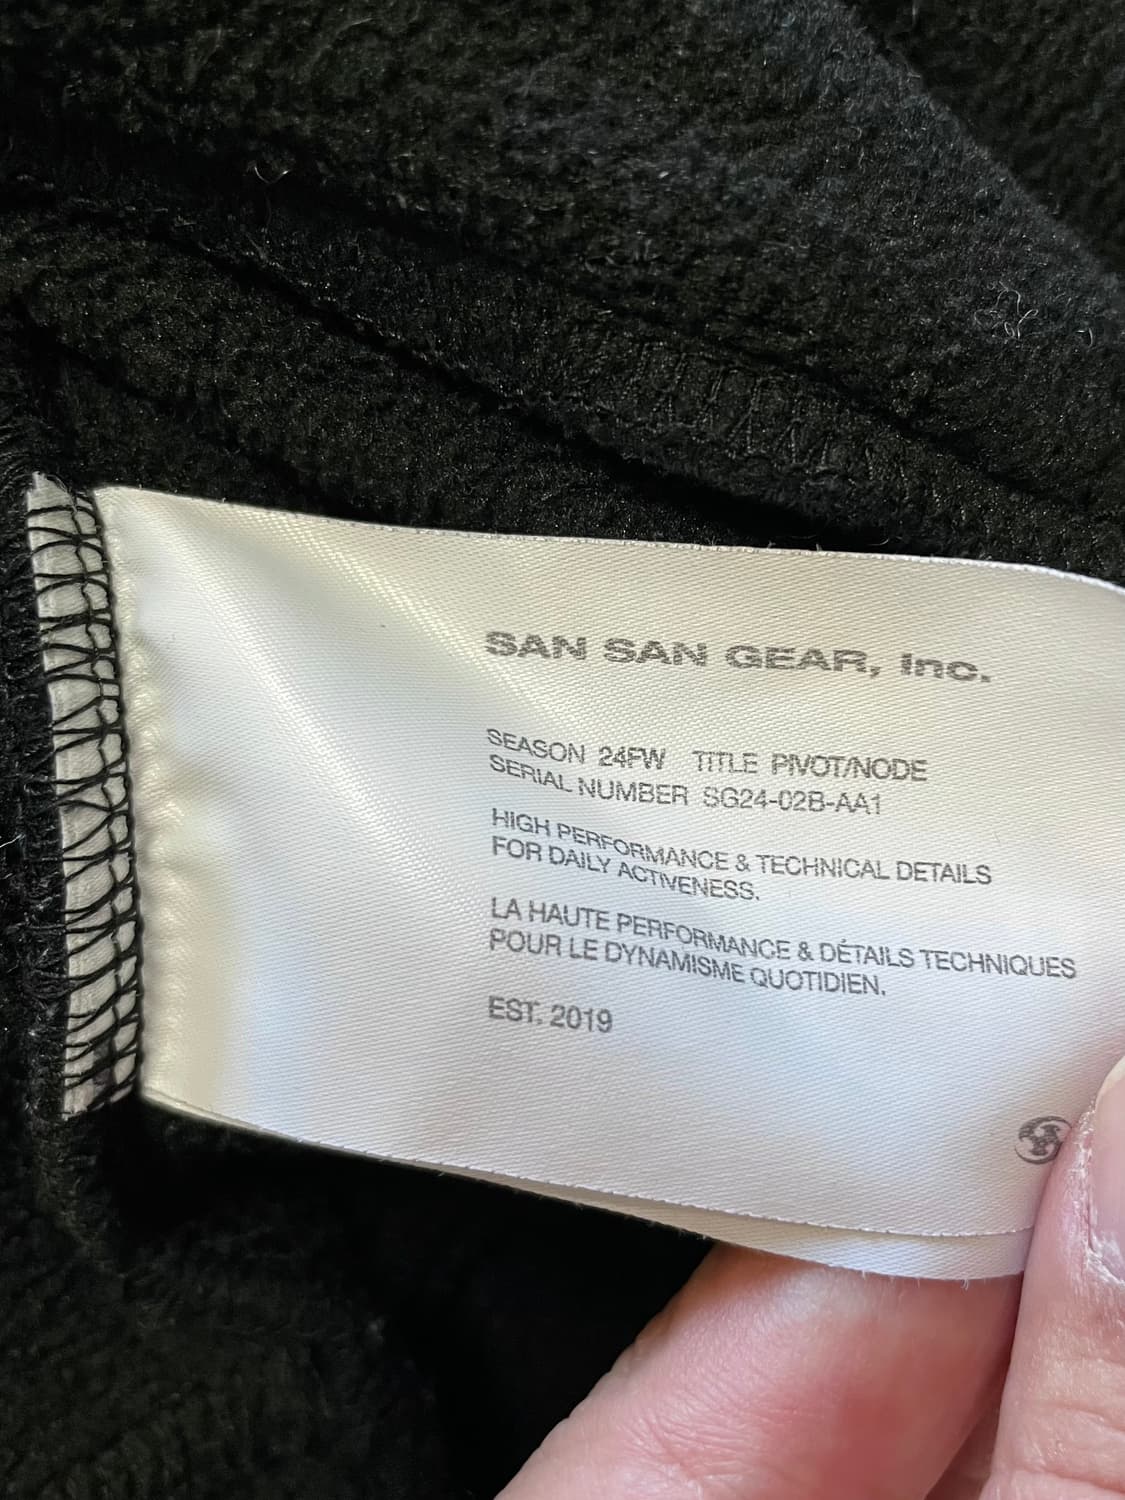 SAN SAN GEAR, Inc.
SEASON 24FW TITLE PIVOT/NODE
SERIAL NUMBER SG24-02B-AA1
HIGH PERFORMANCE & TECHNICAL DETAILS
FOR DAILY ACTIVENESS.
LA HAUTE PERFORMANCE & DÉTAILS TECHNIQUES
POUR LE DYNAMISME QUOTIDIEN.
EST. 2019